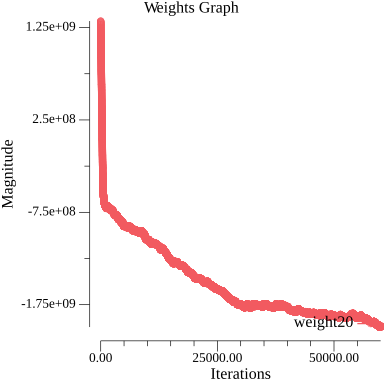 Weights Graph
1.25e+09
2.5e+08
-7.5e+08
-1.75e+09
Magnitude
weight20
0.00
25000.00
50000.00
Iterations